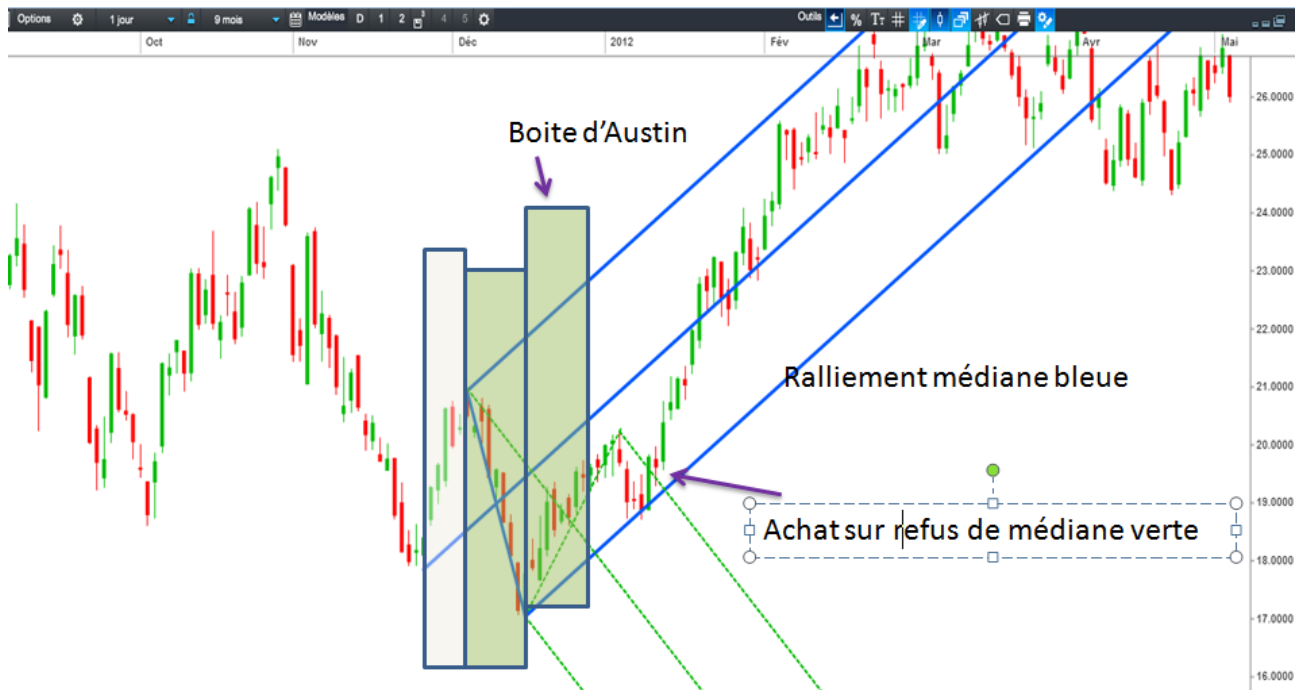 Options 1 jour 9 mois Modèles D 1 2 3 4 5 Outils % TT
Oct Nov Déc 2012 Fév Mar Avr Mai
Boite d'Austin
Ralliement médiane bleue
Achat sur refus de médiane verte
26.0000
25.0000
24.0000
23.0000
22.0000
21.0000
20.0000
19.0000
18.0000
17.0000
16.0000